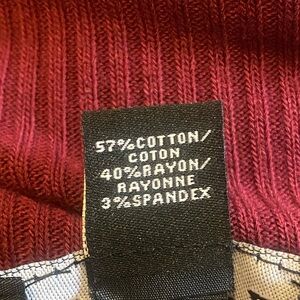 57%COTTON/
COTON
40%RAYON/
RAYONNE
3%SPANDEX